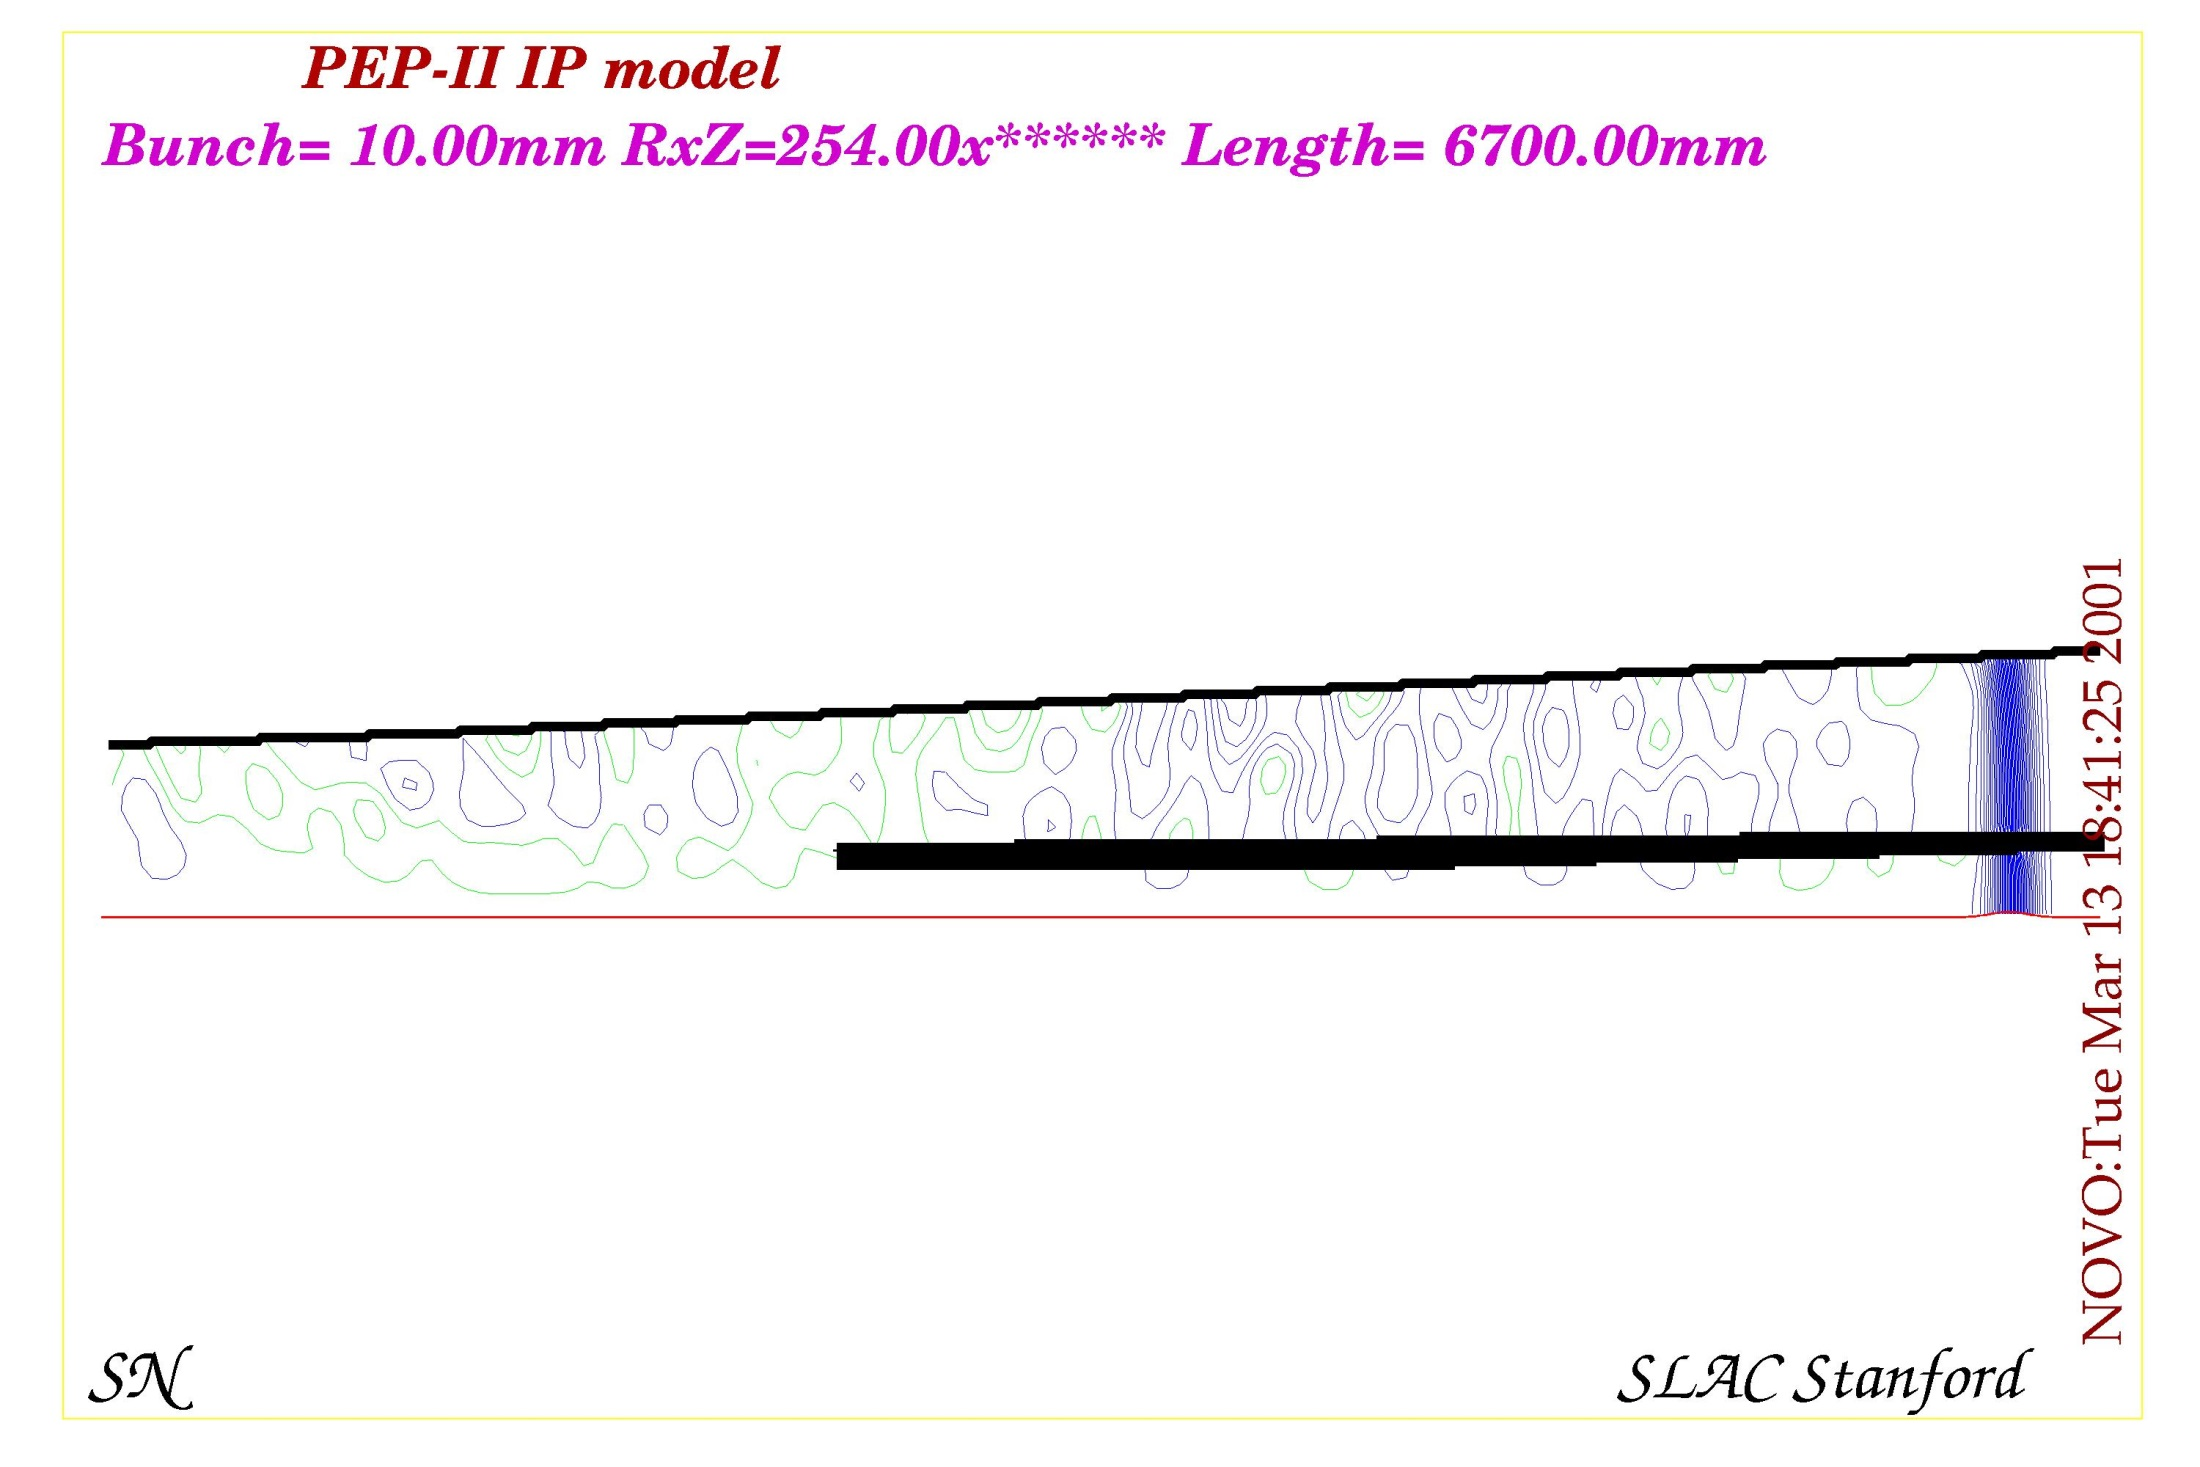 PEP-II IP model
Bunch= 10.00mm RxZ=254.00x****** Length= 6700.00mm
NOVO:Tue Mar 13 18:41:25 2001
SN
SLAC Stanford